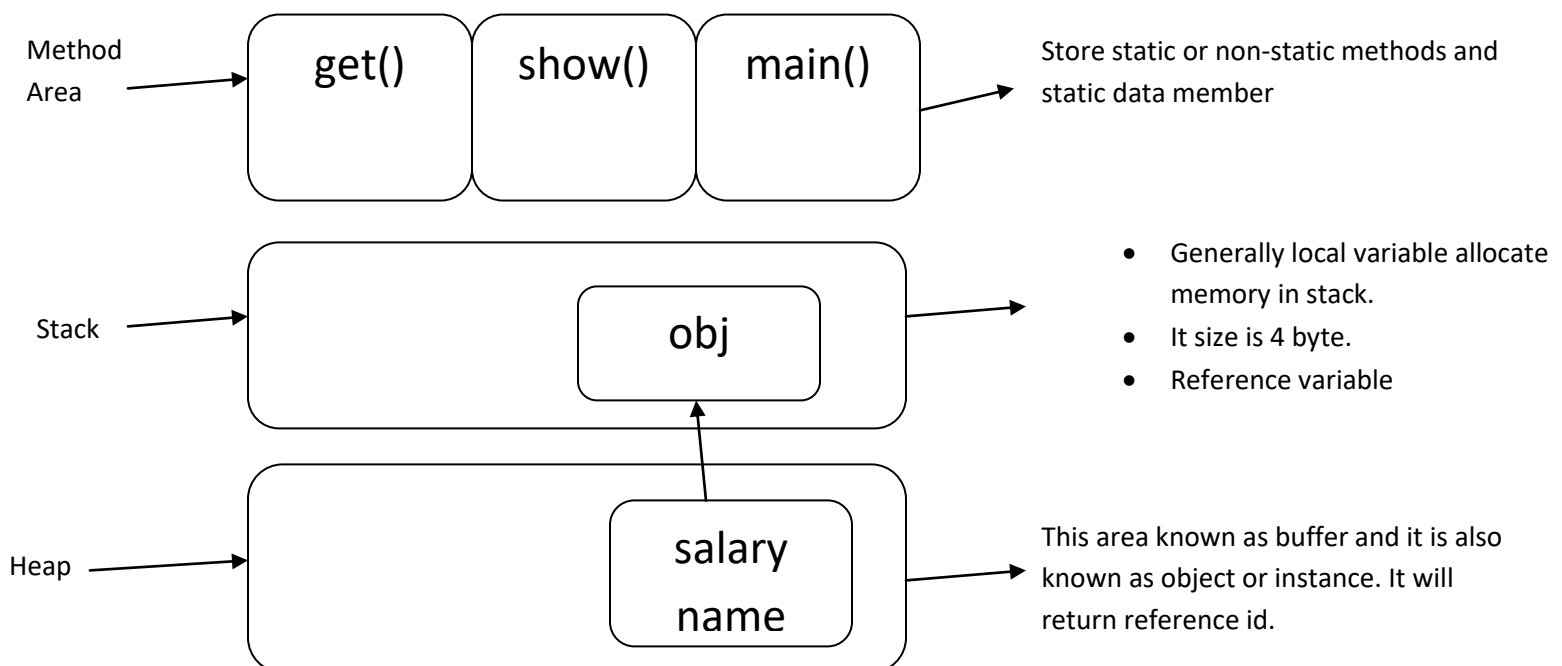 Method
Area
get()
show()
main()
Store static or non-static methods and
static data member
Stack
obj
• Generally local variable allocate
memory in stack.
• It size is 4 byte.
• Reference variable
Heap
salary
name
This area known as buffer and it is also
known as object or instance. It will
return reference id.